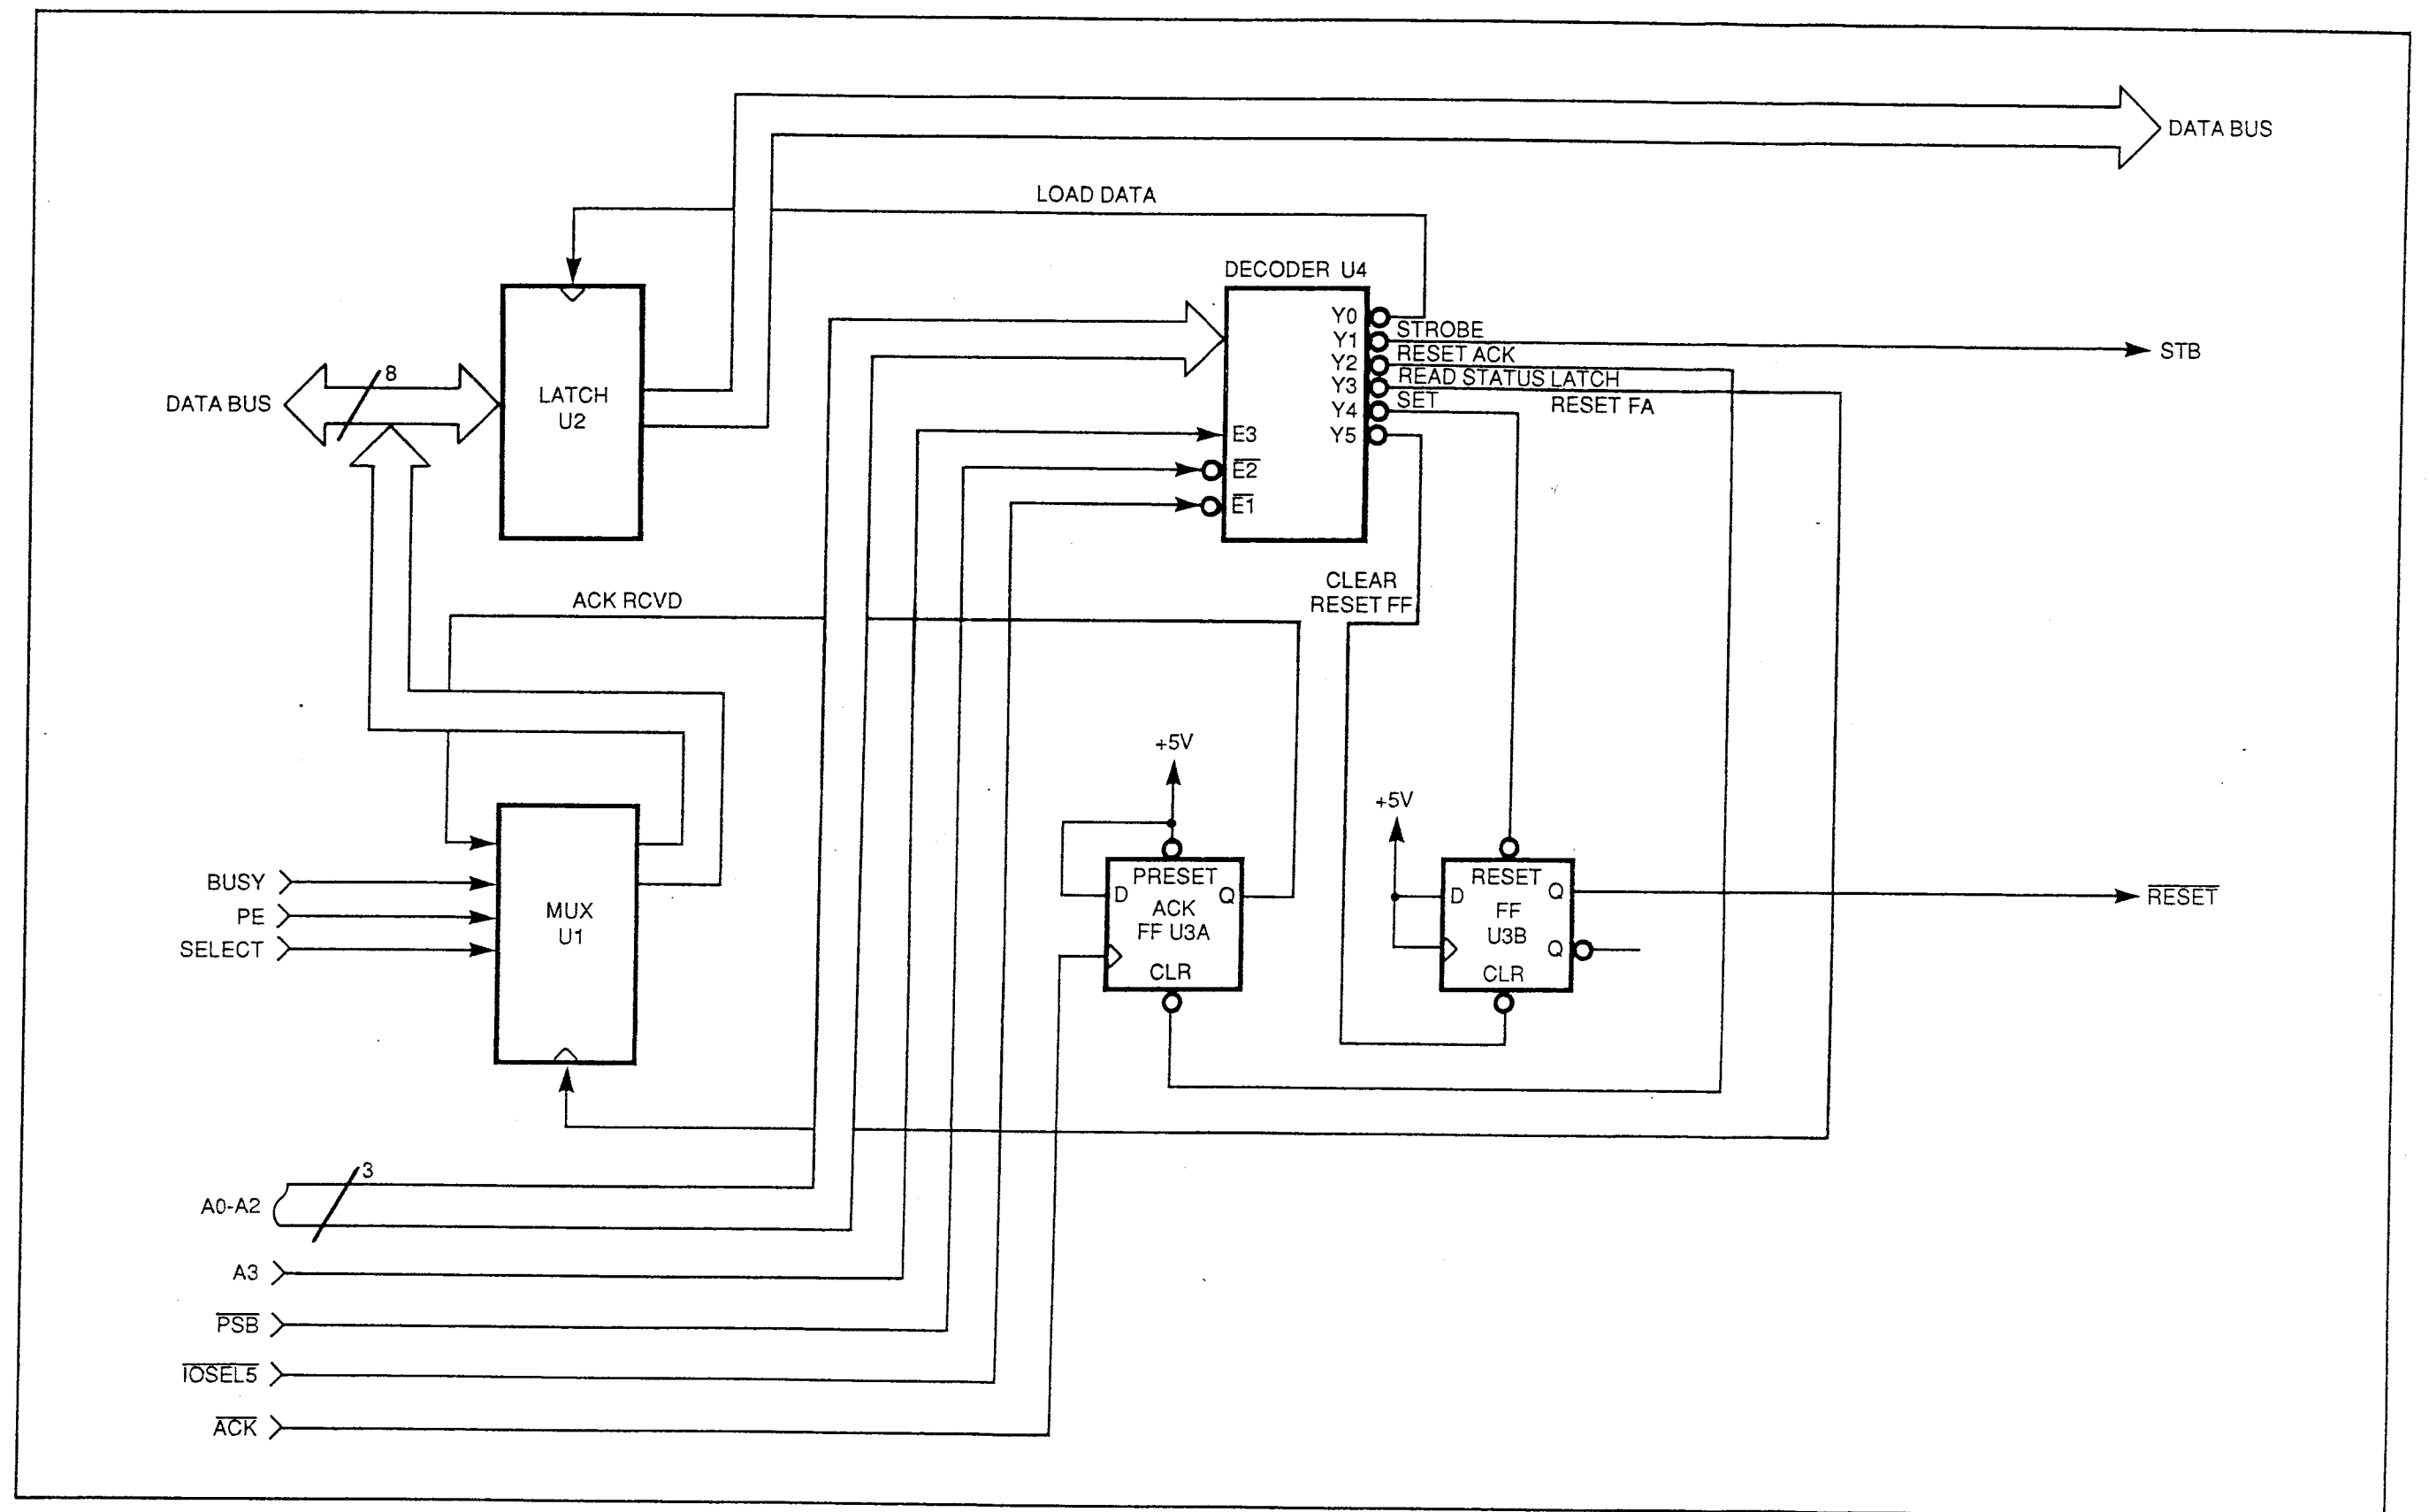 DATA BUS
LOAD DATA
DECODER U4
Y0
Y1
Y2
Y3
Y4
Y5
STROBE
RESET ACK
READ STATUS LATCH
RESET FA
SET
STB
8
DATA BUS
LATCH
U2
E3
E2
E1
CLEAR
RESET FF
ACK RCVD
+5V
+5V
BUSY
PE
SELECT
MUX
U1
PRESET
D
Q
ACK
FF U3A
CLR
RESET
D
Q
FF
U3B
Q
CLR
RESET
3
A0-A2
A3
PSB
IOSEL5
ACK